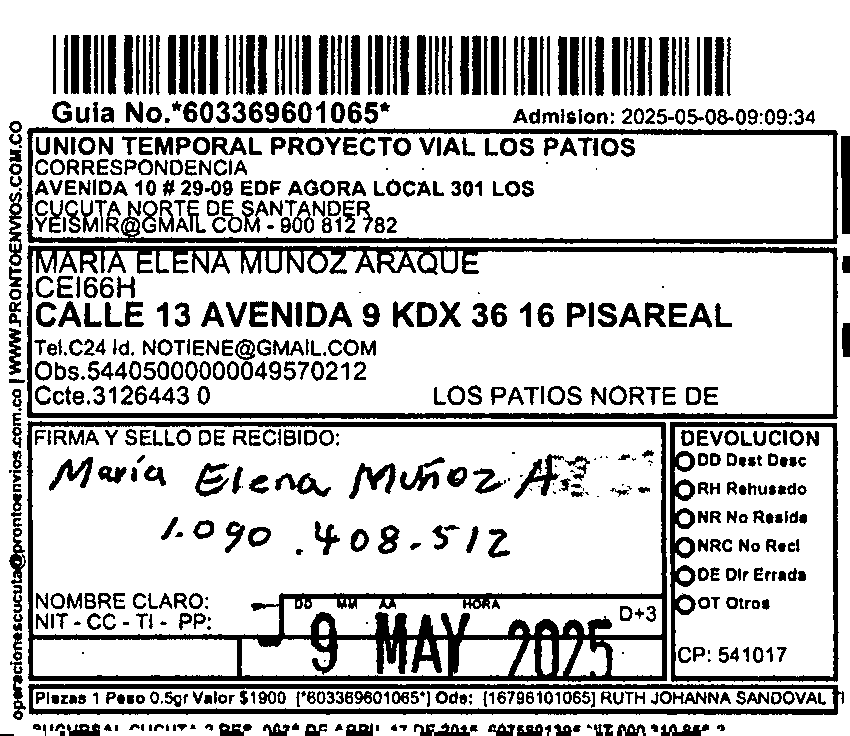 Guia No.*603369601065*
Admision: 2025-05-08-09:09:34
operacionescucuta@prontoenvios.com.co | WWW.PRONTOENVIOS.COM.CO
UNION TEMPORAL PROYECTO VIAL LOS PATIOS
CORRESPONDENCIA
AVENIDA 10 # 29-09 EDF AGORA LOCAL 301 LOS
CUCUTA NORTE DE SANTANDER
YEISMIR@GMAIL COM - 900 812 782
MARIA ELENA MUÑOZ ARAQUE
CEI66H
CALLE 13 AVENIDA 9 KDX 36 16 PISAREAL
Tel.C24 Id. NOTIENE@GMAIL.COM
Obs.54405000000049570212
Ccte.3126443 0 LOS PATIOS NORTE DE
FIRMA Y SELLO DE RECIBIDO:
María Elena Muñoz A
1.090.408.512
NOMBRE CLARO:
NIT - CC - TI - PP:
DD MM AA HORA
D+3
9 MAY 2025
DEVOLUCION
DD Dest Desc
RH Rehusado
NR No Reside
NRC No Recl
DE Dir Errada
OT Otros
CP: 541017
Piezas 1 Peso 0.5gr Valor $1900 [*603369601065*] Ods: [16796101065] RUTH JOHANNA SANDOVAL